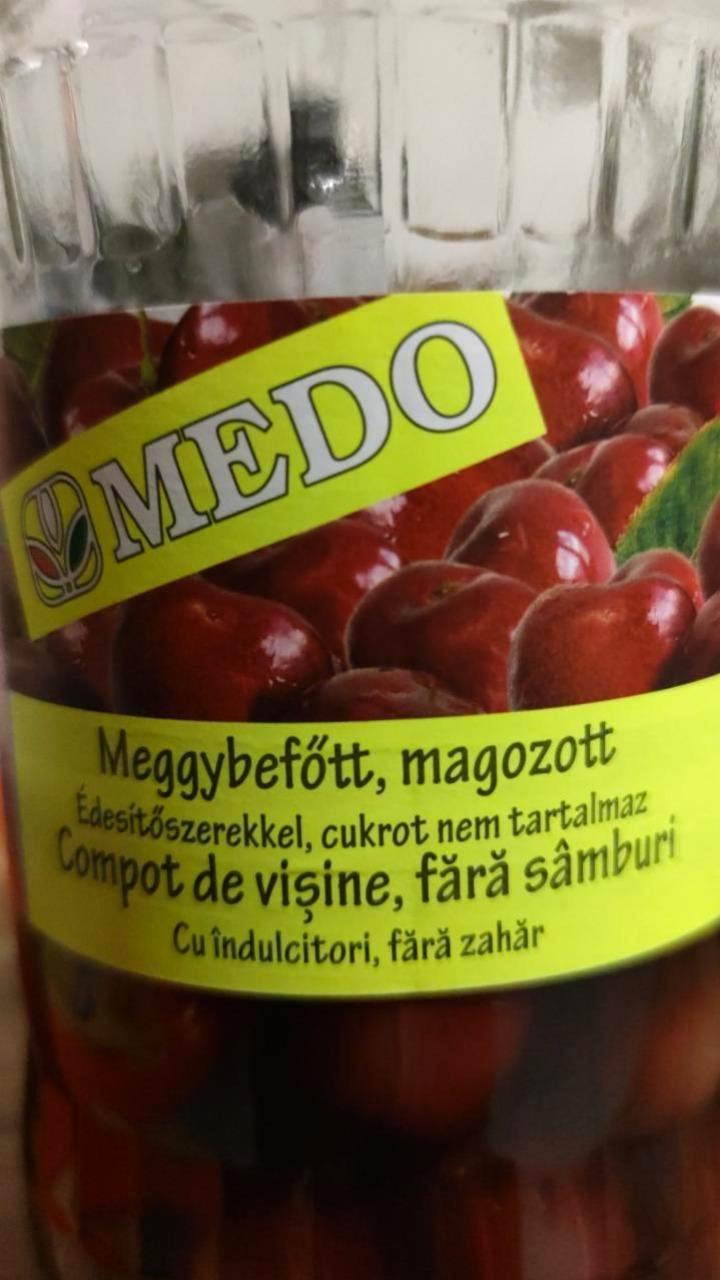 MEDO
Meggybefőtt, magozott
Édesítőszerekkel, cukrot nem tartalmaz
Compot de vișine, fără sâmburi
Cu îndulcitori, fără zahăr